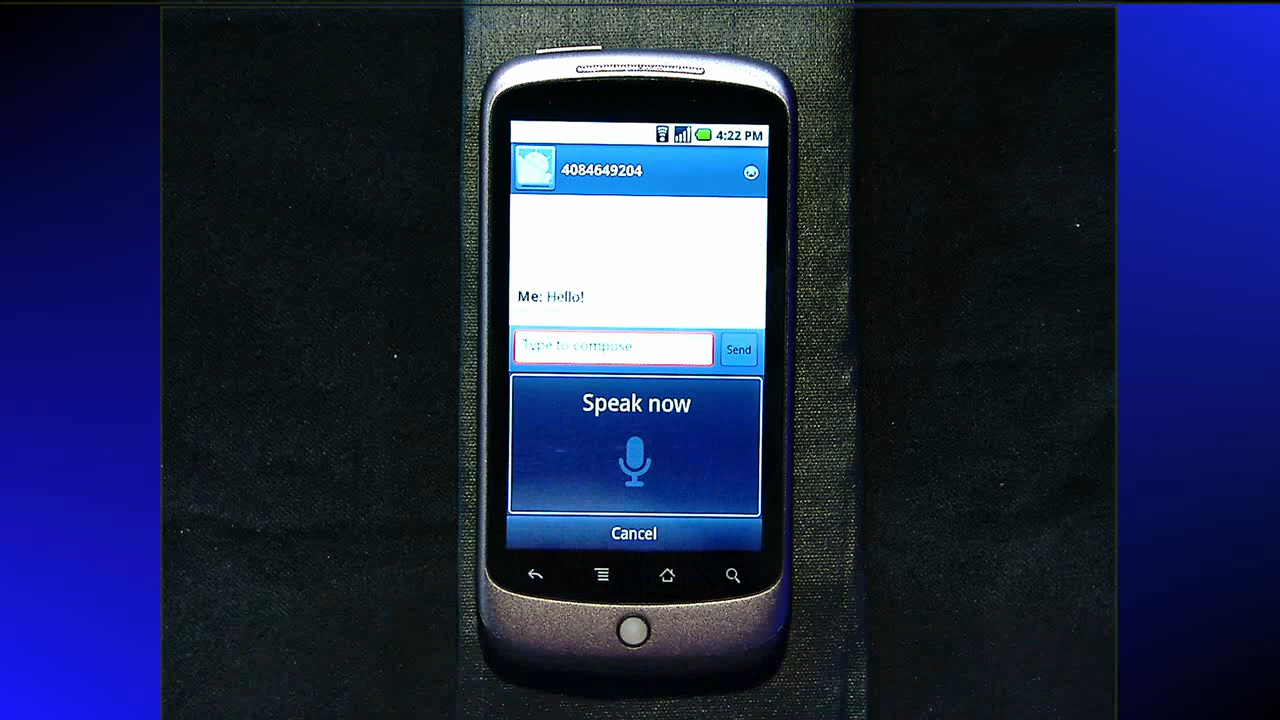 4:22 PM
4084649204
Me: Hello!
Type to compose
Send
Speak now
Cancel